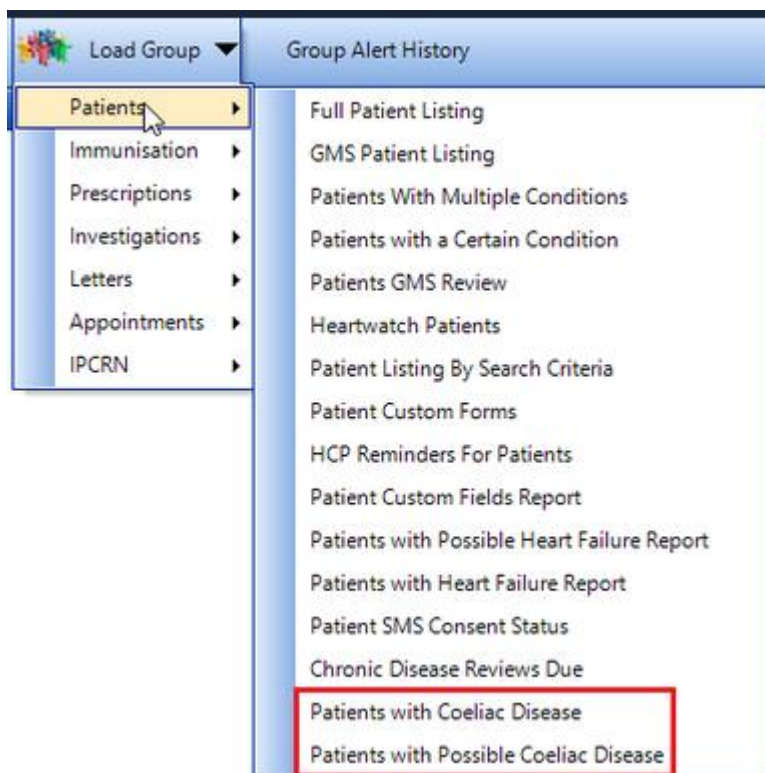 Load Group
Group Alert History
Patients
Immunisation
Prescriptions
Investigations
Letters
Appointments
IPCRN
Full Patient Listing
GMS Patient Listing
Patients With Multiple Conditions
Patients with a Certain Condition
Patients GMS Review
Heartwatch Patients
Patient Listing By Search Criteria
Patient Custom Forms
HCP Reminders For Patients
Patient Custom Fields Report
Patients with Possible Heart Failure Report
Patients with Heart Failure Report
Patient SMS Consent Status
Chronic Disease Reviews Due
Patients with Coeliac Disease
Patients with Possible Coeliac Disease